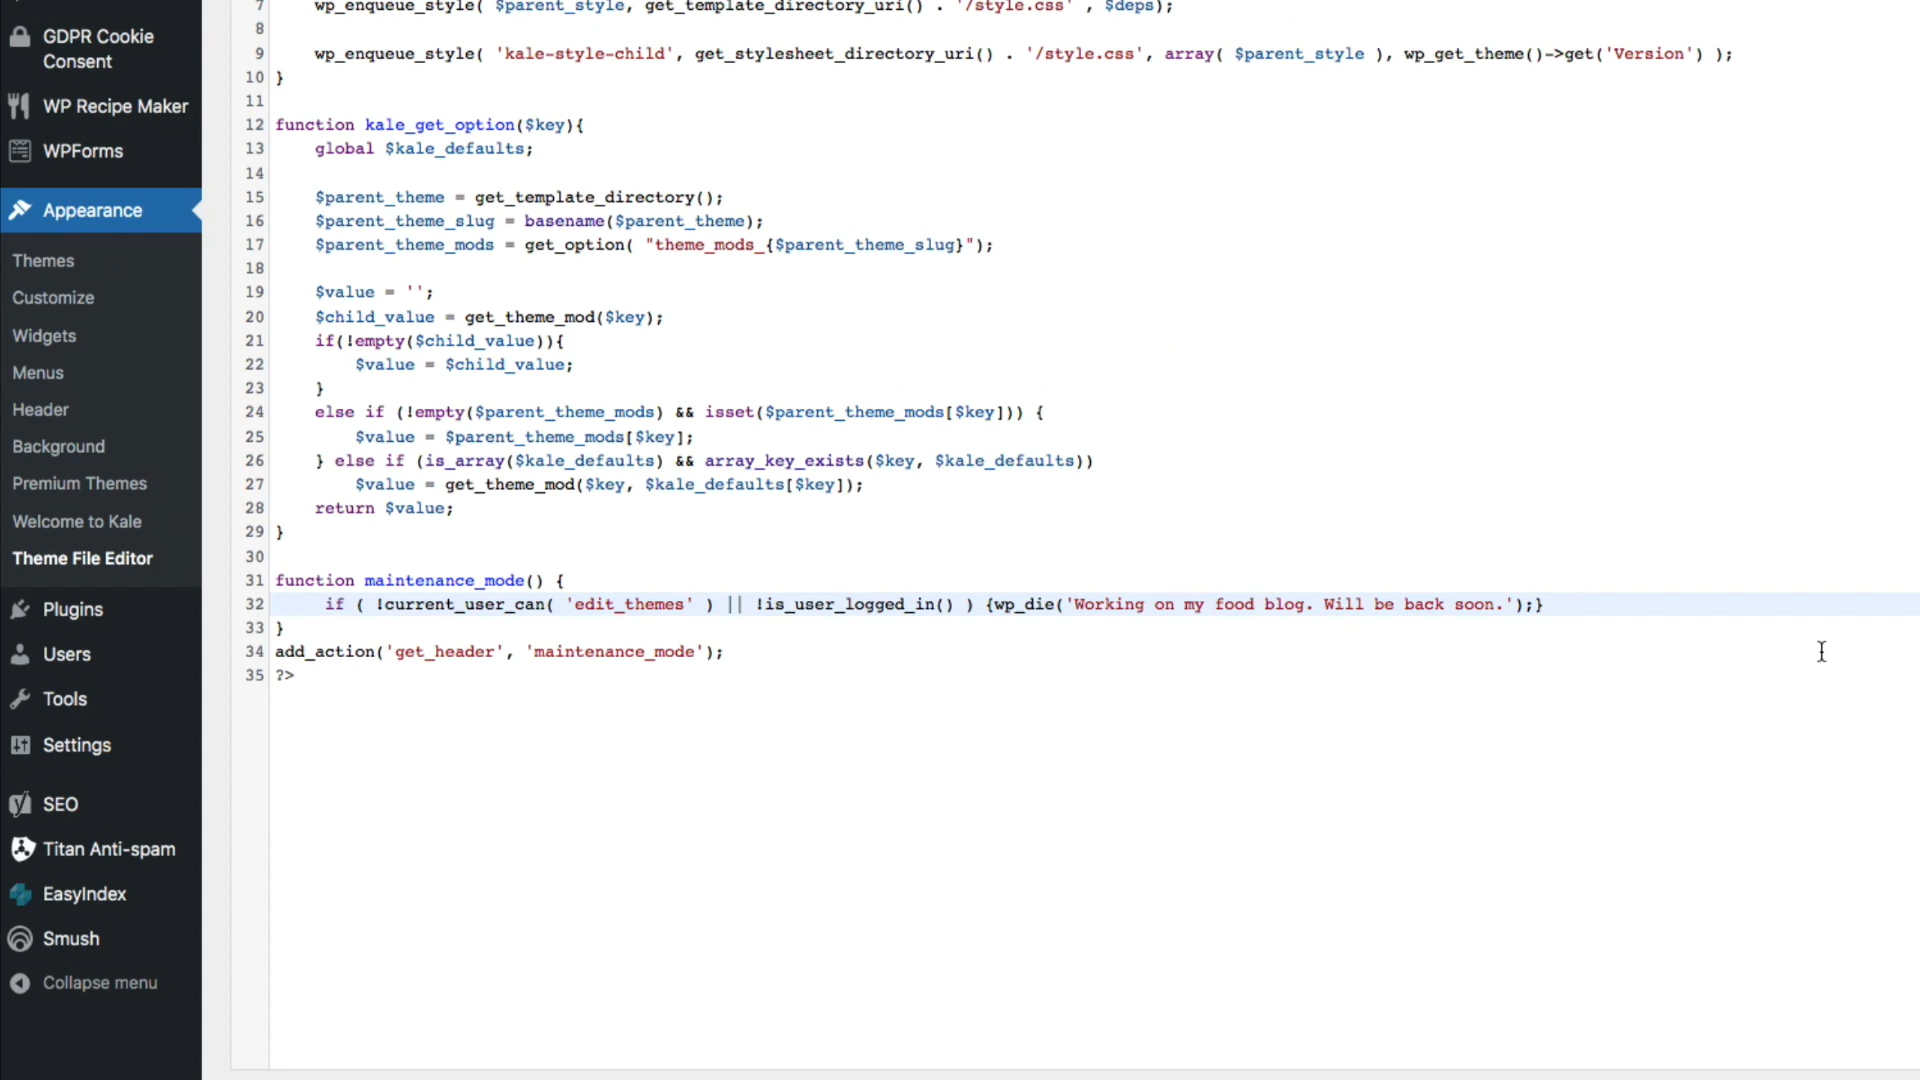 GDPR Cookie
Consent
WP Recipe Maker
WPForms
Appearance
Themes
Customize
Widgets
Menus
Header
Background
Premium Themes
Welcome to Kale
Theme File Editor
Plugins
Users
Tools
Settings
SEO
Titan Anti-spam
EasyIndex
Smush
Collapse menu
7 wp_enqueue_style( $parent_style, get_template_directory_uri() . '/style.css' , $deps);
8
9 wp_enqueue_style( 'kale-style-child', get_stylesheet_directory_uri() . '/style.css', array( $parent_style ), wp_get_theme()->get('Version') );
10 }
11
12 function kale_get_option($key){
13 global $kale_defaults;
14
15 $parent_theme = get_template_directory();
16 $parent_theme_slug = basename($parent_theme);
17 $parent_theme_mods = get_option( "theme_mods_{$parent_theme_slug}");
18
19 $value = '';
20 $child_value = get_theme_mod($key);
21 if(!empty($child_value)){
22 $value = $child_value;
23 }
24 else if (!empty($parent_theme_mods) && isset($parent_theme_mods[$key])) {
25 $value = $parent_theme_mods[$key];
26 } else if (is_array($kale_defaults) && array_key_exists($key, $kale_defaults))
27 $value = get_theme_mod($key, $kale_defaults[$key]);
28 return $value;
29 }
30
31 function maintenance_mode() {
32 if ( !current_user_can( 'edit_themes' ) || !is_user_logged_in() ) {wp_die('Working on my food blog. Will be back soon.');}
33 }
34 add_action('get_header', 'maintenance_mode');
35 ?>